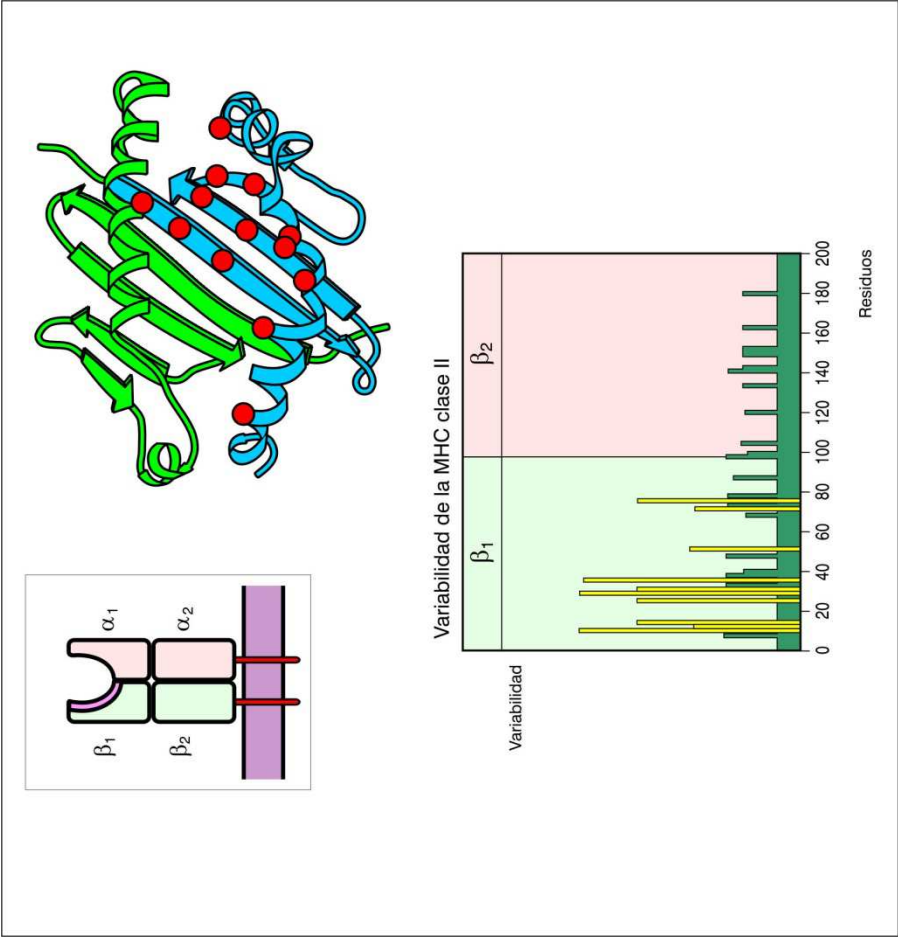 α₁
α₂
β₁
β₂
Variabilidad de la MHC clase II
β₁
β₂
Variabilidad
0
20
40
60
80
100
120
140
160
180
200
Residuos